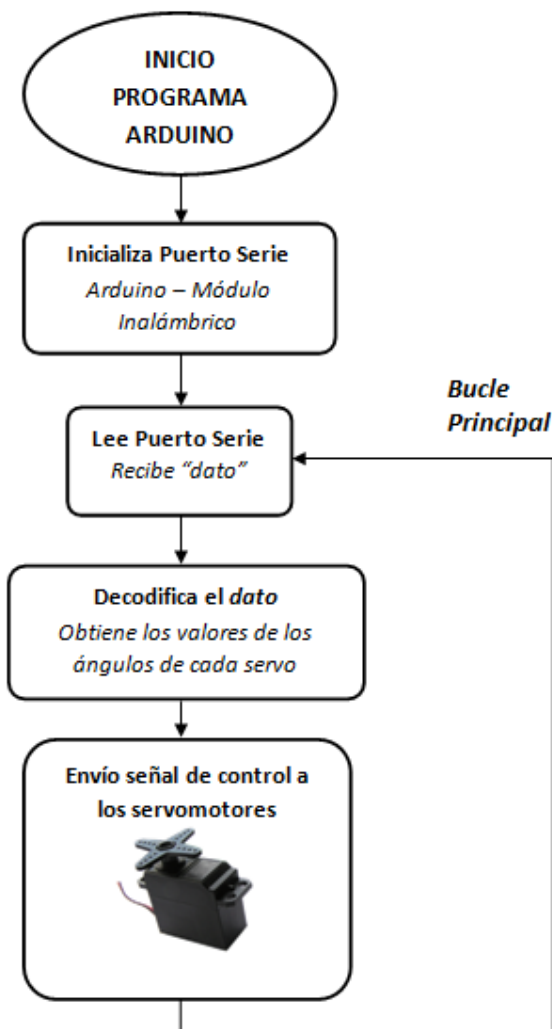 INICIO
PROGRAMA
ARDUINO
Inicializa Puerto Serie
Arduino – Módulo
Inalámbrico
Bucle
Principal
Lee Puerto Serie
Recibe “dato”
Decodifica el dato
Obtiene los valores de los
ángulos de cada servo
Envío señal de control a
los servomotores